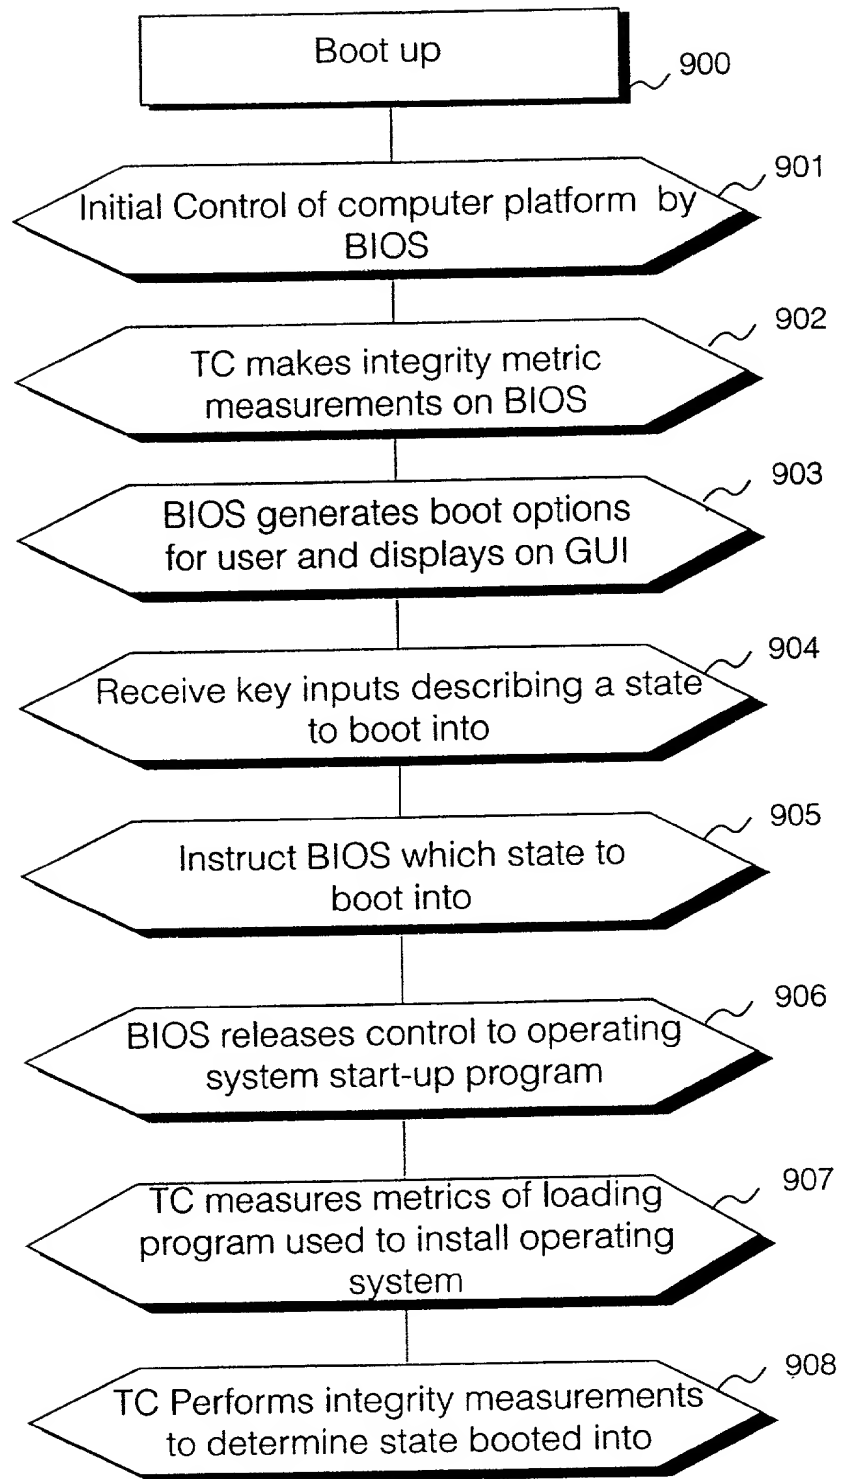 Boot up
900
901
Initial Control of computer platform by
BIOS
902
TC makes integrity metric
measurements on BIOS
903
BIOS generates boot options
for user and displays on GUI
904
Receive key inputs describing a state
to boot into
905
Instruct BIOS which state to
boot into
906
BIOS releases control to operating
system start-up program
907
TC measures metrics of loading
program used to install operating
system
908
TC Performs integrity measurements
to determine state booted into